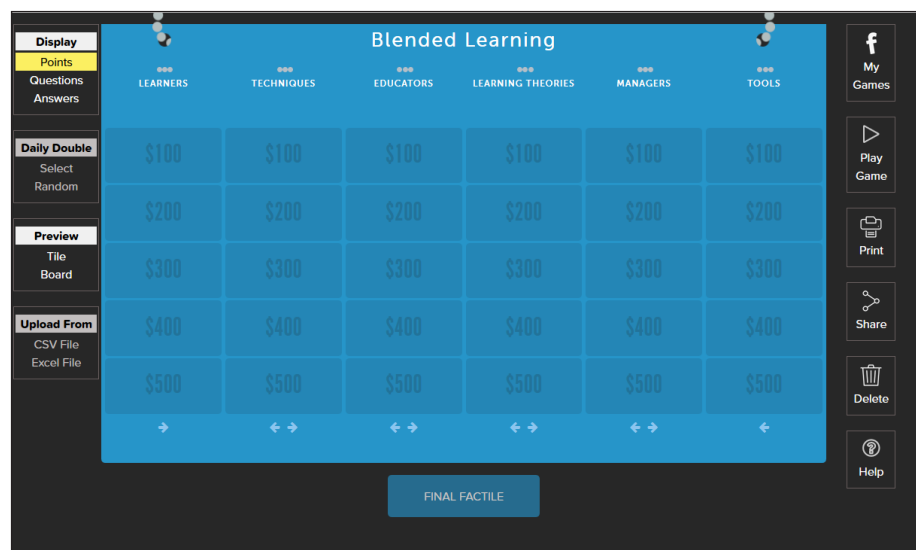 Display
Points
Questions
Answers
Daily Double
Select
Random
Preview
Tile
Board
Upload From
CSV File
Excel File
Blended Learning
LEARNERS TECHNIQUES EDUCATORS LEARNING THEORIES MANAGERS TOOLS
$100 $100 $100 $100 $100 $100
$200 $200 $200 $200 $200 $200
$300 $300 $300 $300 $300 $300
$400 $400 $400 $400 $400 $400
$500 $500 $500 $500 $500 $500
FINAL FACTILE
My
Games
Play
Game
Print
Share
Delete
Help